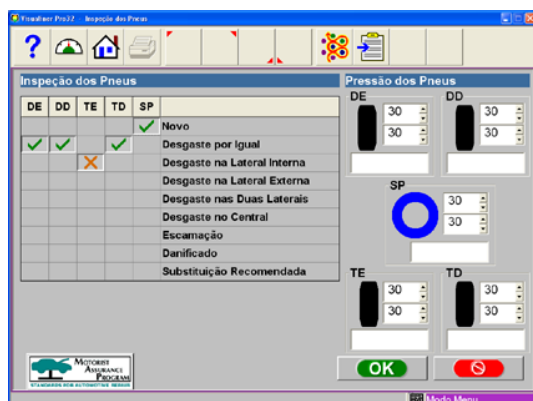 Visualiner Pro32 - Inspeção dos Pneus
Inspeção dos Pneus
DE DD TE TD SP
Novo
Desgaste por Igual
Desgaste na Lateral Interna
Desgaste na Lateral Externa
Desgaste nas Duas Laterais
Desgaste no Central
Escamação
Danificado
Substituição Recomendada
Pressão dos Pneus
DE DD
30 30
30 30
SP
30
30
TE TD
30 30
30 30
MOTORIST
ASSURANCE
PROGRAM
STANDARDS FOR AUTOMOTIVE REPAIR
OK
Modo Menu